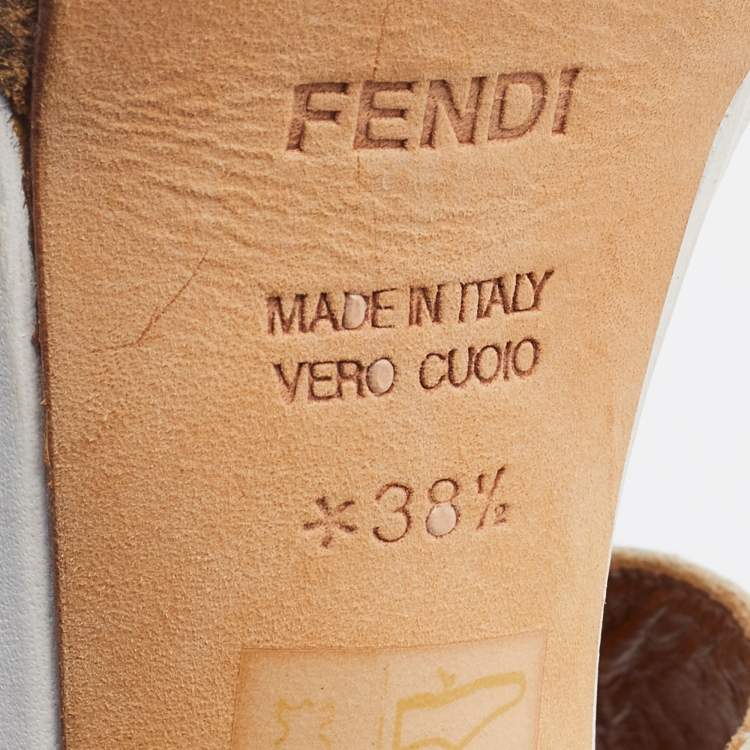 FENDI
MADE IN ITALY
VERO CUOIO
*38½